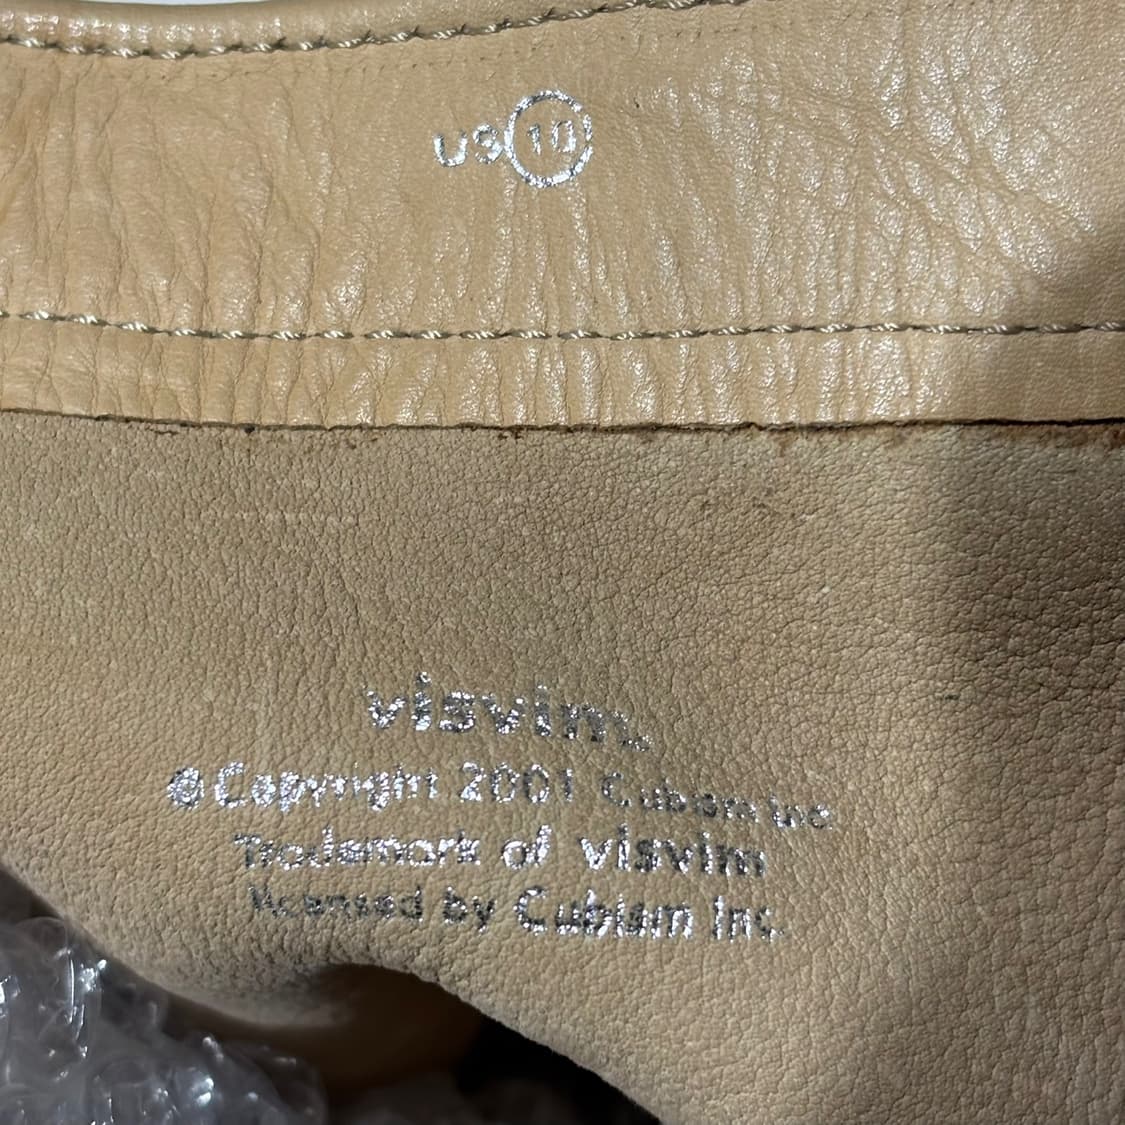 US 10
visvim.
©Copyright 2001 Cubism Inc.
Trademark of visvim
licensed by Cubism Inc.